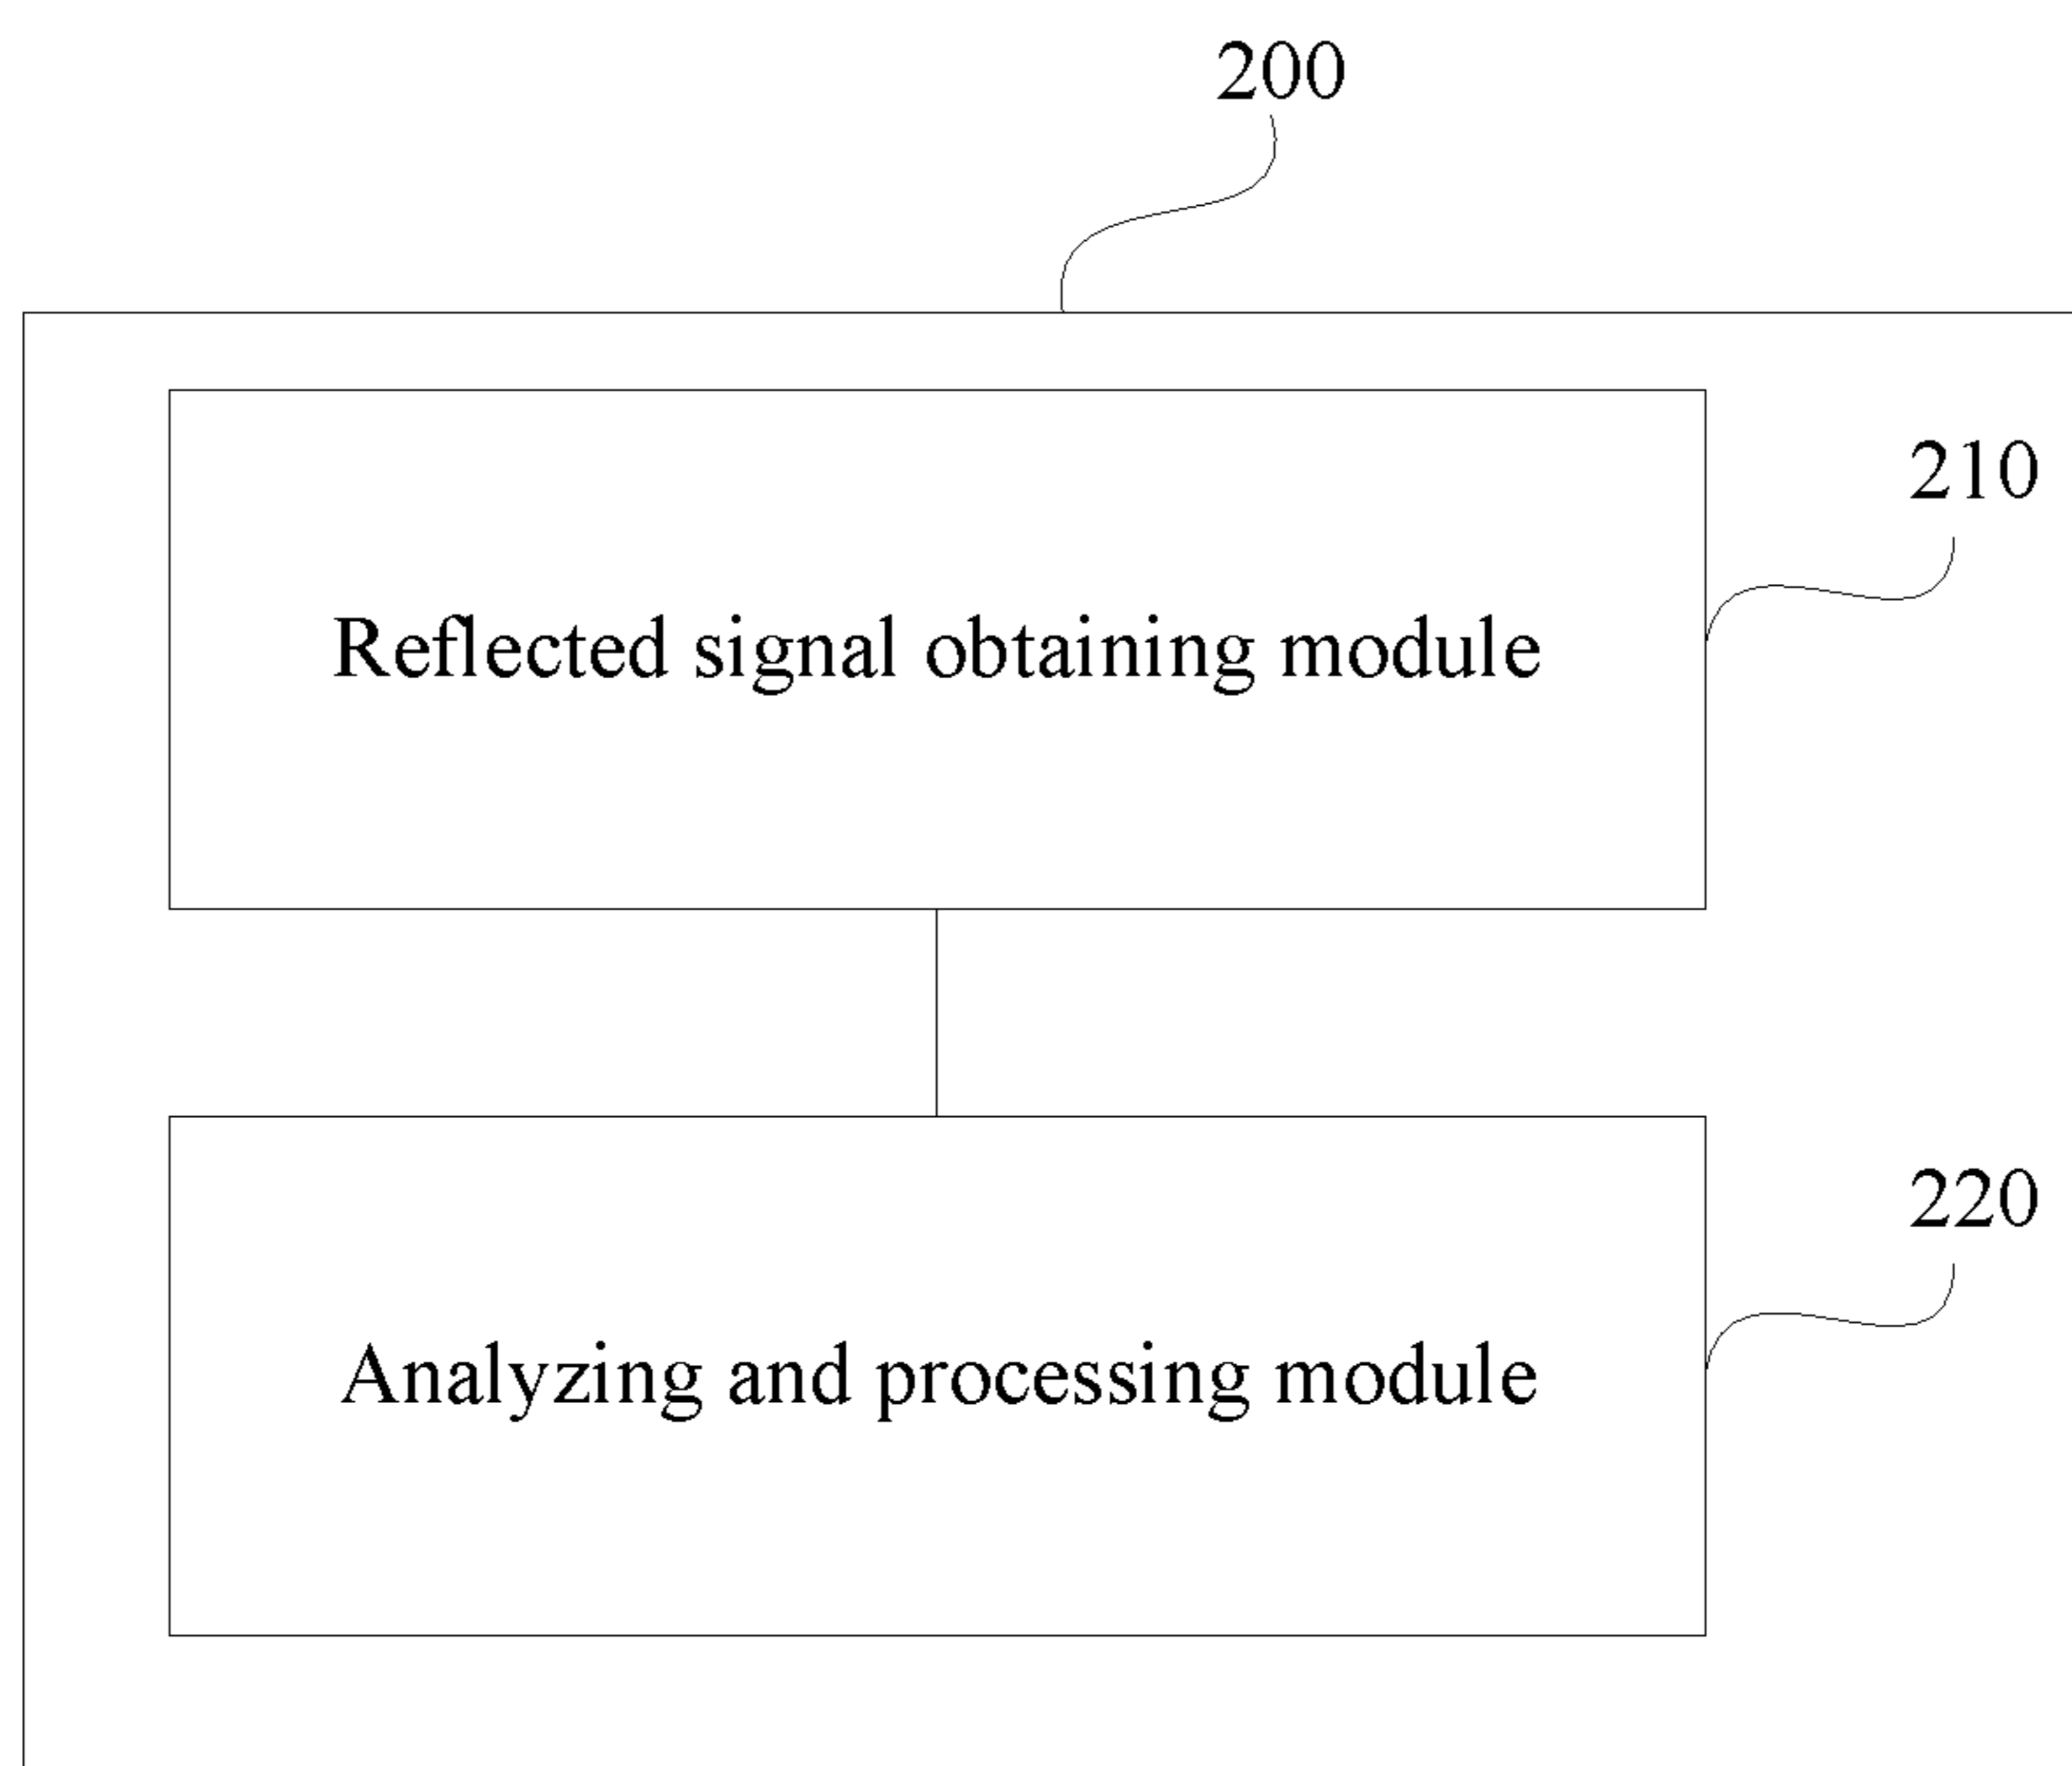 200
210
Reflected signal obtaining module
220
Analyzing and processing module